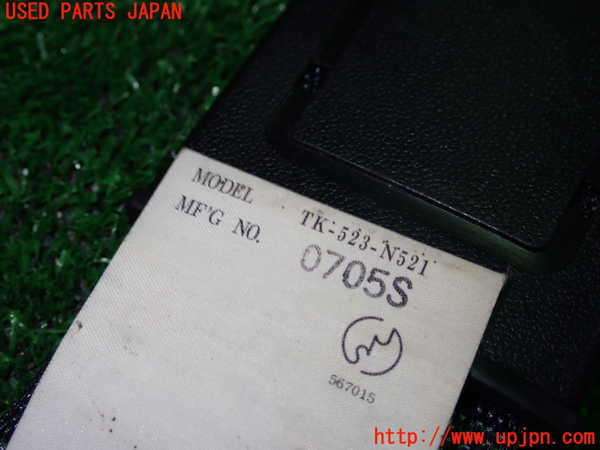 USED PARTS JAPAN
MODEL TK-523-N521
MF'G NO. 0705S
567015
http://www.upjpn.com/